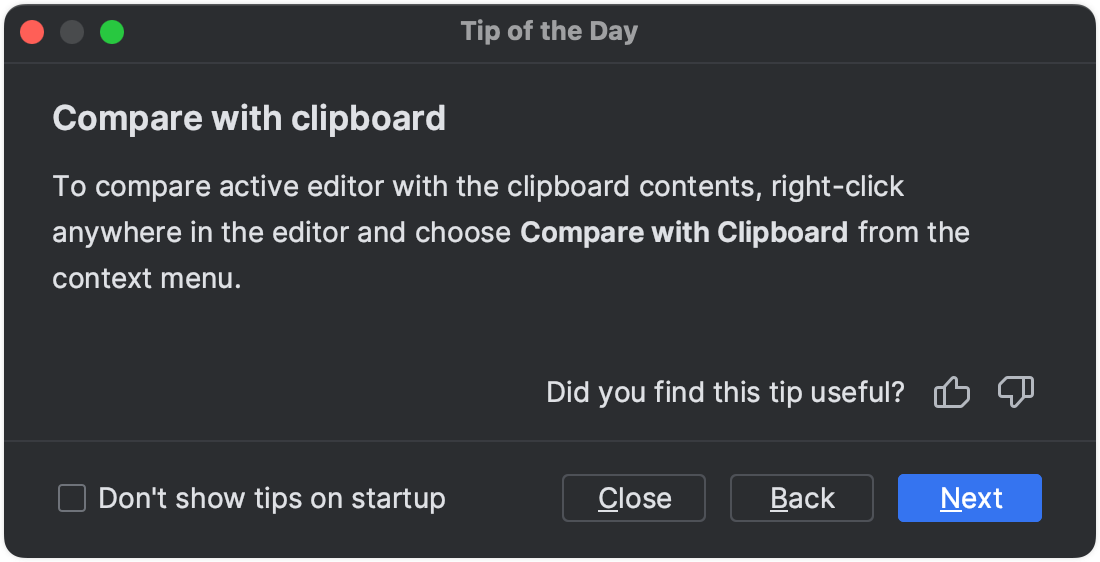 Tip of the Day
Compare with clipboard
To compare active editor with the clipboard contents, right-click
anywhere in the editor and choose Compare with Clipboard from the
context menu.
Did you find this tip useful?
Don't show tips on startup
Close
Back
Next